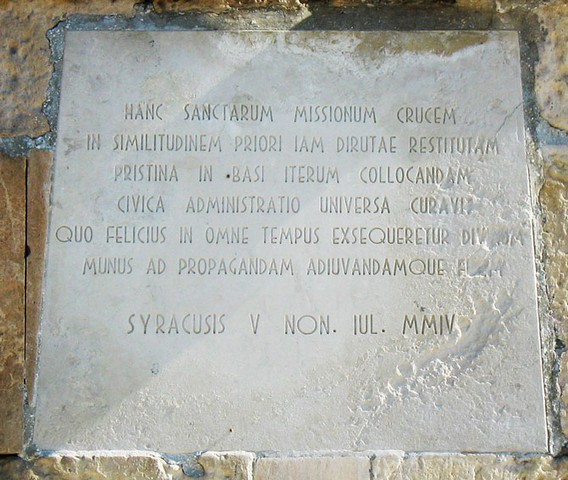 HANC SANCTARUM MISSIONUM CRUCEM
IN SIMILITUDINEM PRIORI IAM DIRUTAE RESTITUTAM
PRISTINA IN BASI ITERUM COLLOCANDAM
CIVICA ADMINISTRATIO UNIVERSA CURAVIT
QUO FELICIUS IN OMNE TEMPUS EXSEQUERETUR
MUNUS AD PROPAGANDAM ADIUVANDAMQUE
SYRACUSIS V NON. IUL. MMIV